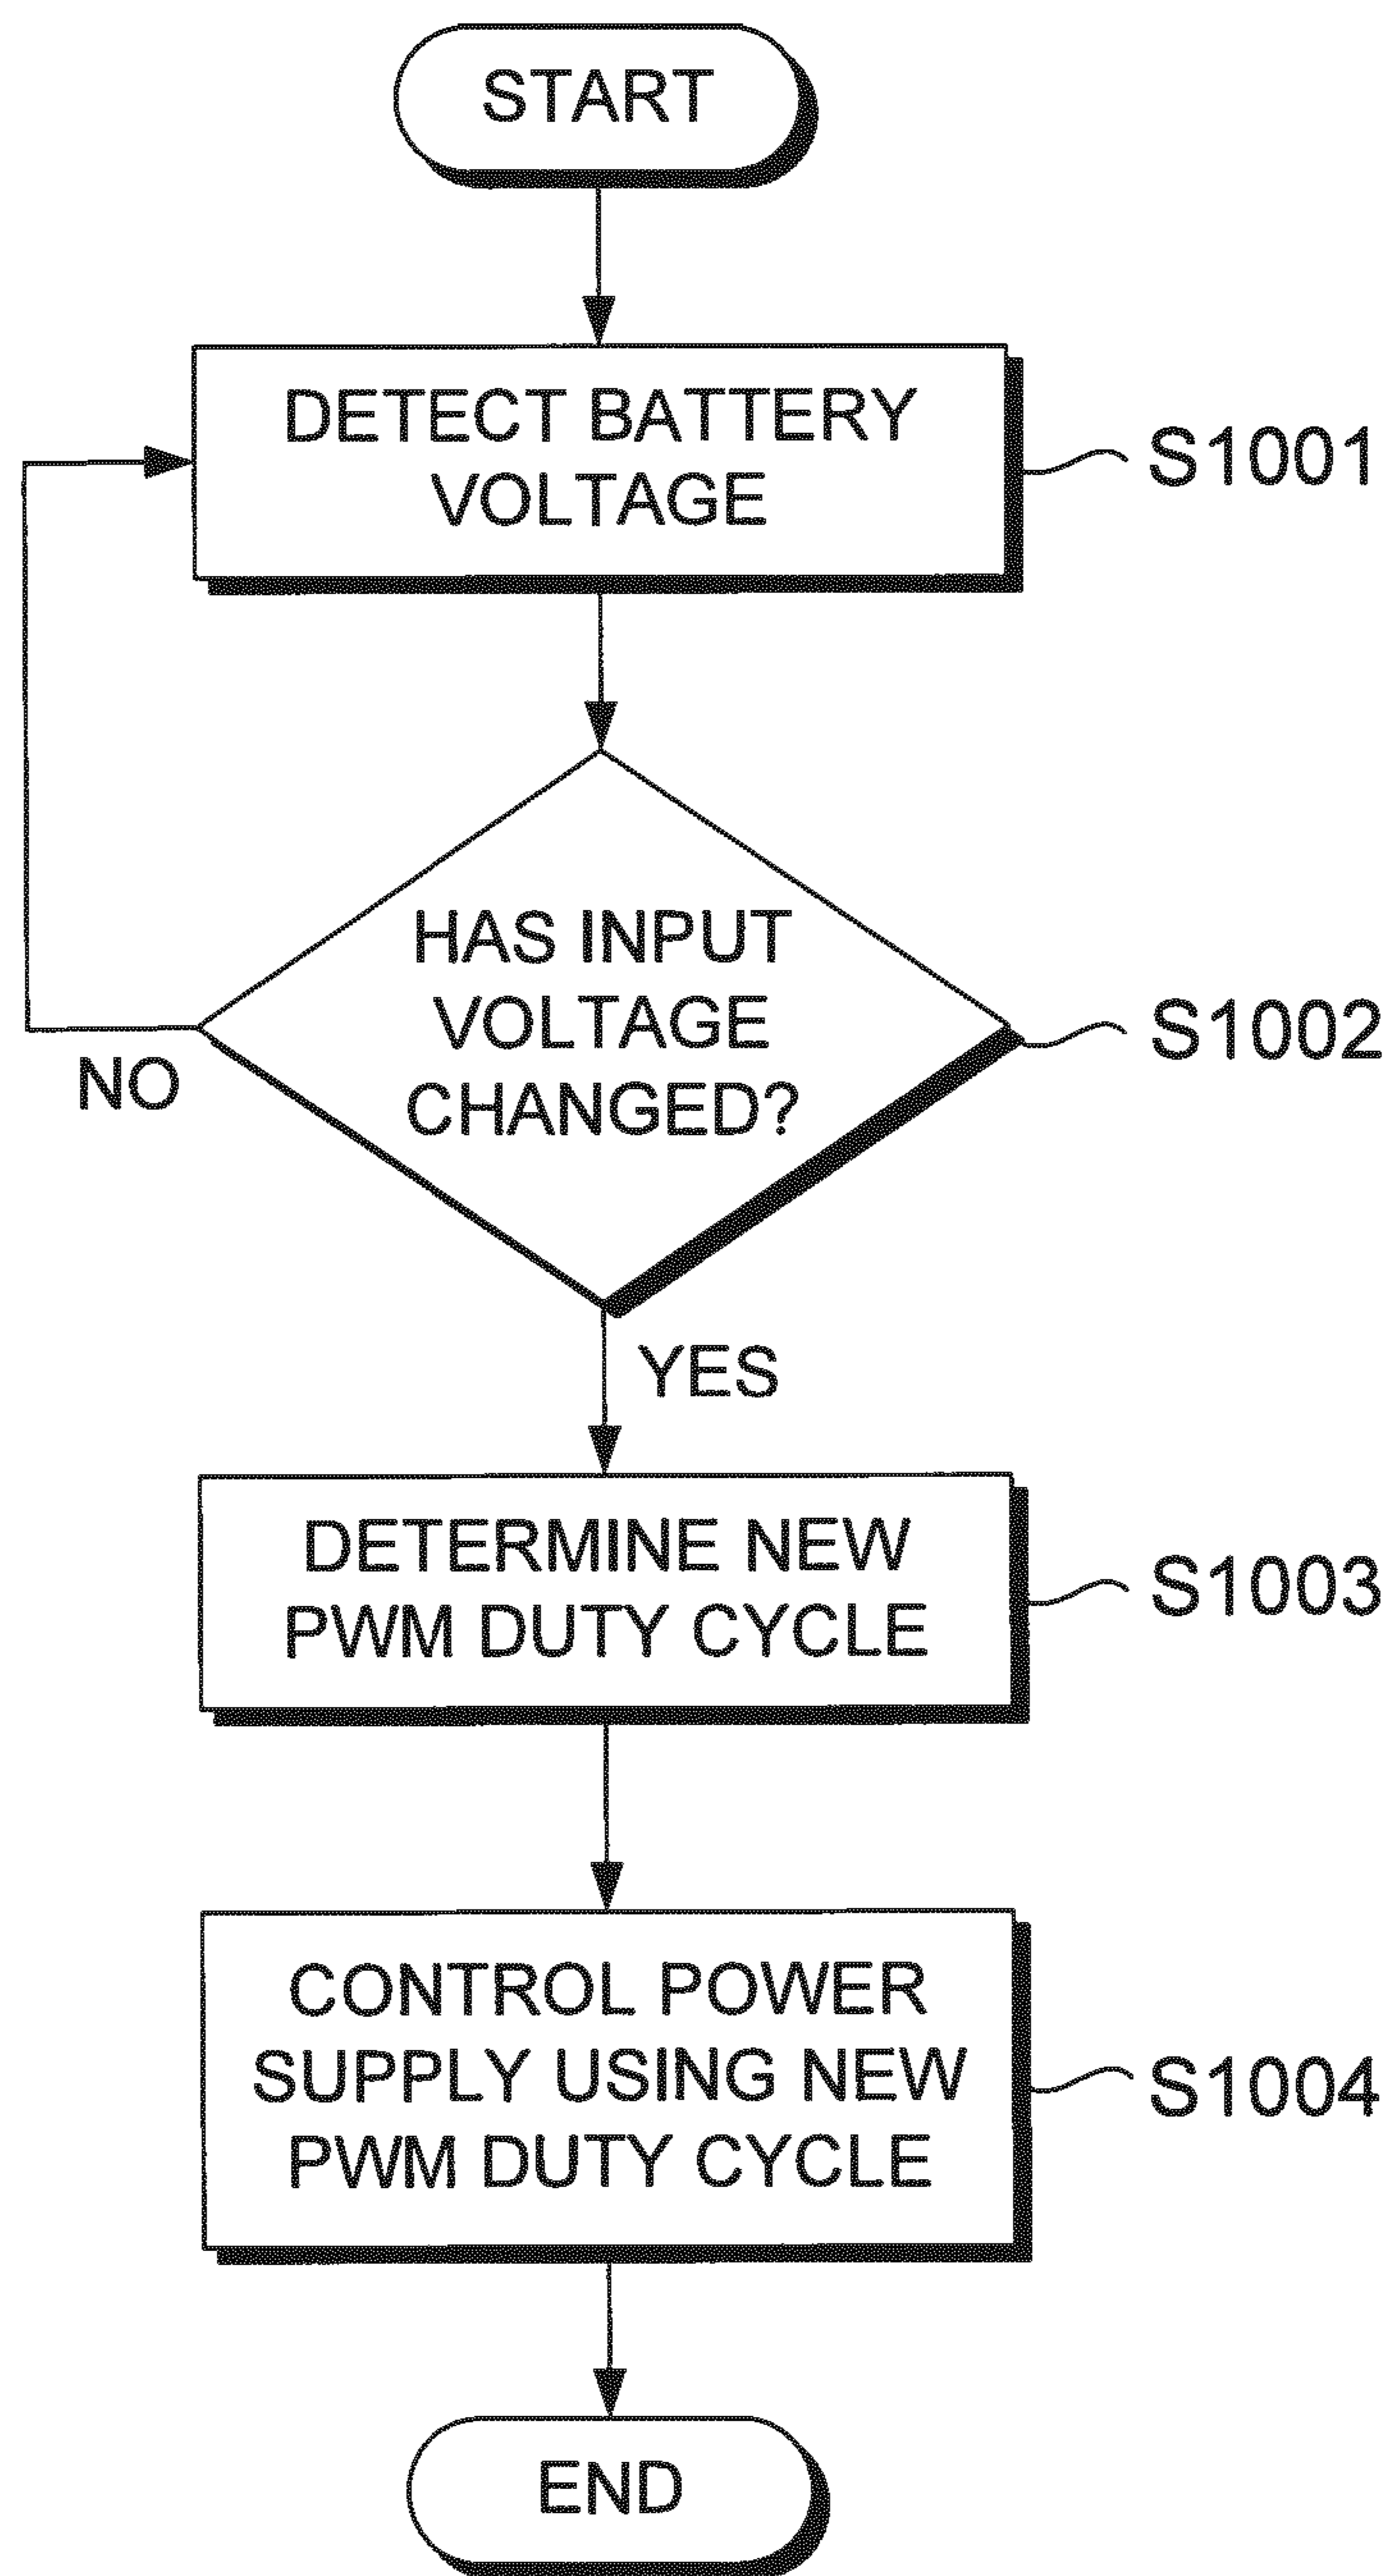 START
DETECT BATTERY
VOLTAGE
S1001
HAS INPUT
VOLTAGE
CHANGED?
S1002
NO
YES
DETERMINE NEW
PWM DUTY CYCLE
S1003
CONTROL POWER
SUPPLY USING NEW
PWM DUTY CYCLE
S1004
END